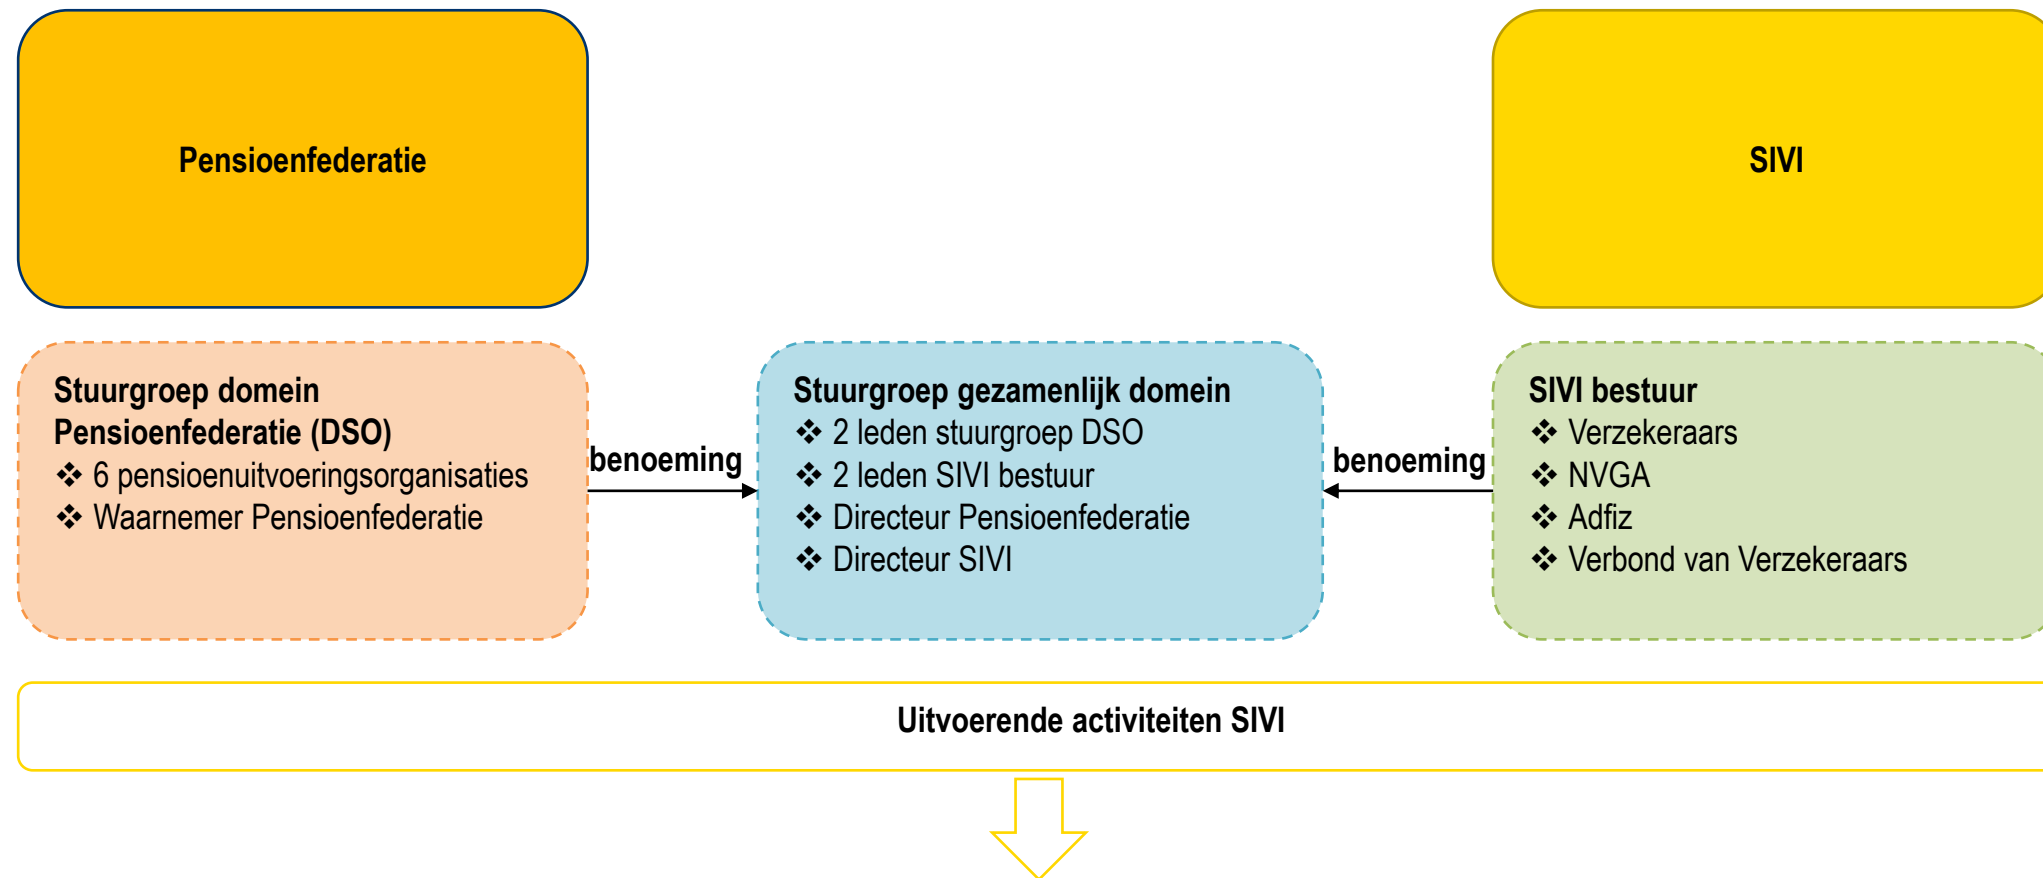 Pensioenfederatie
SIVI
Stuurgroep domein
Pensioenfederatie (DSO)
❖ 6 pensioenuitvoeringsorganisaties
❖ Waarnemer Pensioenfederatie
benoeming
Stuurgroep gezamenlijk domein
❖ 2 leden stuurgroep DSO
❖ 2 leden SIVI bestuur
❖ Directeur Pensioenfederatie
❖ Directeur SIVI
benoeming
SIVI bestuur
❖ Verzekeraars
❖ NVGA
❖ Adfiz
❖ Verbond van Verzekeraars
Uitvoerende activiteiten SIVI